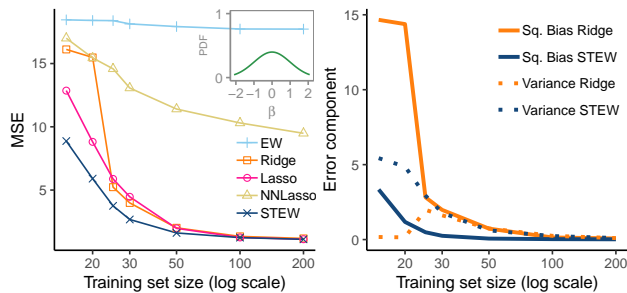 MSE
15
10
5
20
30
50
100
200
Training set size (log scale)
PDF
1
0
−2
−1
0
1
2
β
EW
Ridge
Lasso
NNLasso
STEW
Error component
15
10
5
0
20
30
50
100
200
Training set size (log scale)
Sq. Bias Ridge
Sq. Bias STEW
Variance Ridge
Variance STEW